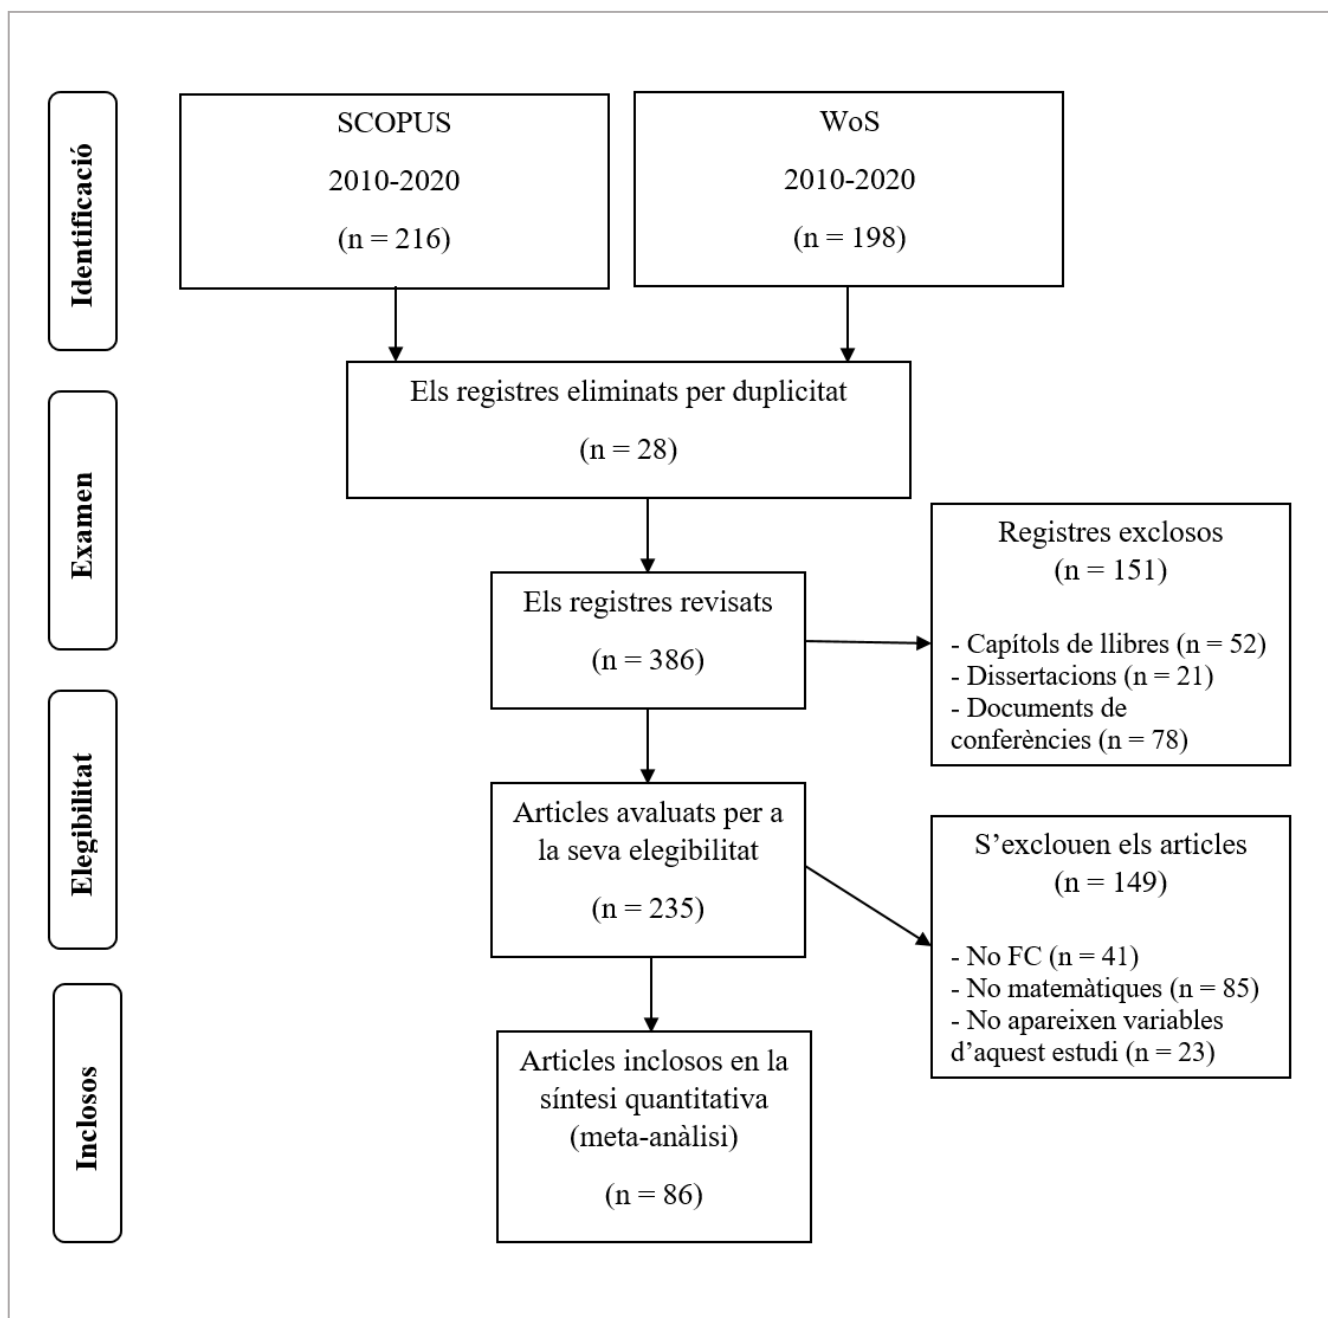 Identificació
SCOPUS
2010-2020
(n = 216)
WoS
2010-2020
(n = 198)
Els registres eliminats per duplicitat
(n = 28)
Examen
Els registres revisats
(n = 386)
Registres exclosos
(n = 151)
- Capítols de llibres (n = 52)
- Dissertacions (n = 21)
- Documents de
conferències (n = 78)
Elegibilitat
Articles avaluats per a
la seva elegibilitat
(n = 235)
S’exclouen els articles
(n = 149)
- No FC (n = 41)
- No matemàtiques (n = 85)
- No apareixen variables
d’aquest estudi (n = 23)
Inclosos
Articles inclosos en la
síntesi quantitativa
(meta-anàlisi)
(n = 86)